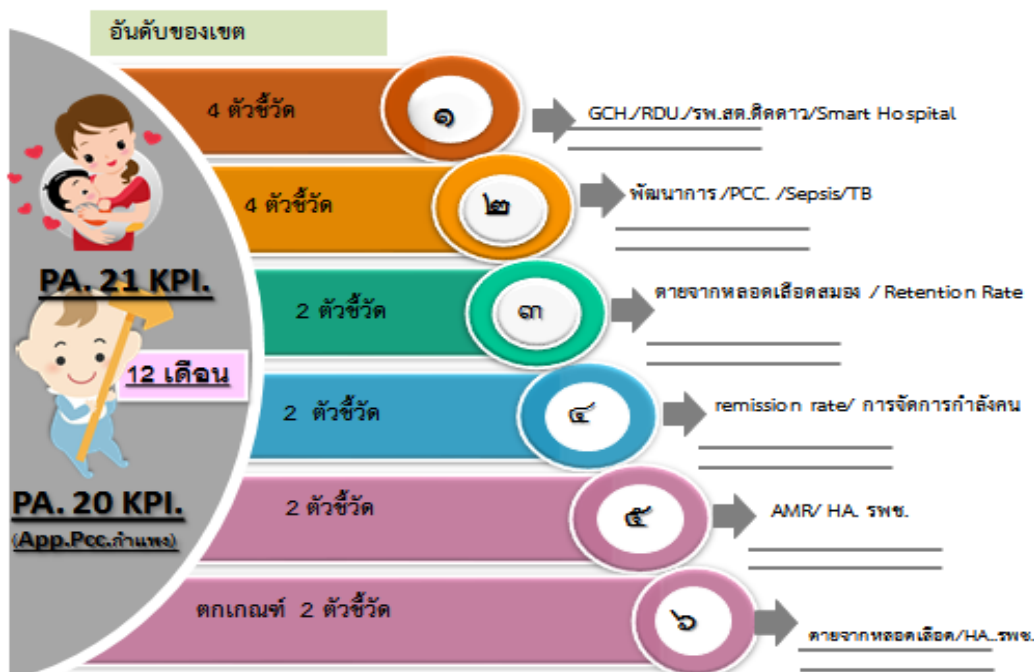 อันดับของเขต
4 ตัวชี้วัด
๑
GCH./RDU./รพ.สต.ติดดาว/Smart Hospital
4 ตัวชี้วัด
๒
พัฒนาการ /PCC. /Sepsis/TB
PA. 21 KPI.
2 ตัวชี้วัด
๓
ตายจากหลอดเลือดสมอง / Retention Rate
12 เดือน
2 ตัวชี้วัด
๔
remission rate/ การจัดการกำลังคน
PA. 20 KPI.
(App.Pcc.กำแพง)
2 ตัวชี้วัด
๕
AMR/ HA. รพช.
ตกเกณฑ์ 2 ตัวชี้วัด
๖
ตายจากหลอดเลือด/HA..รพช.